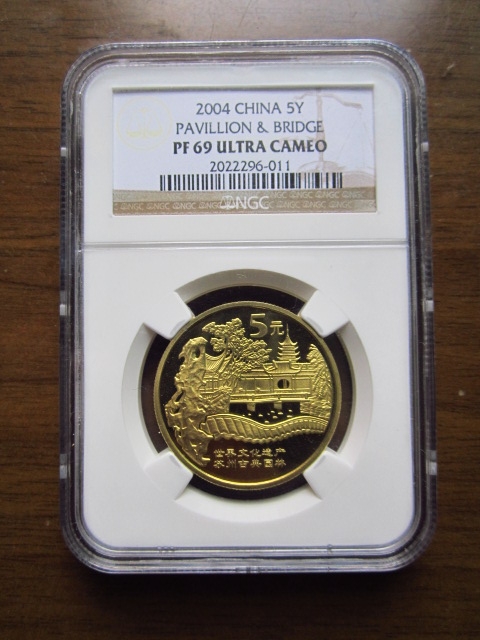 2004 CHINA 5Y
PAVILLION & BRIDGE
PF 69 ULTRA CAMEO
2022296-011
NGC
5元
世界文化遗产
苏州古典园林